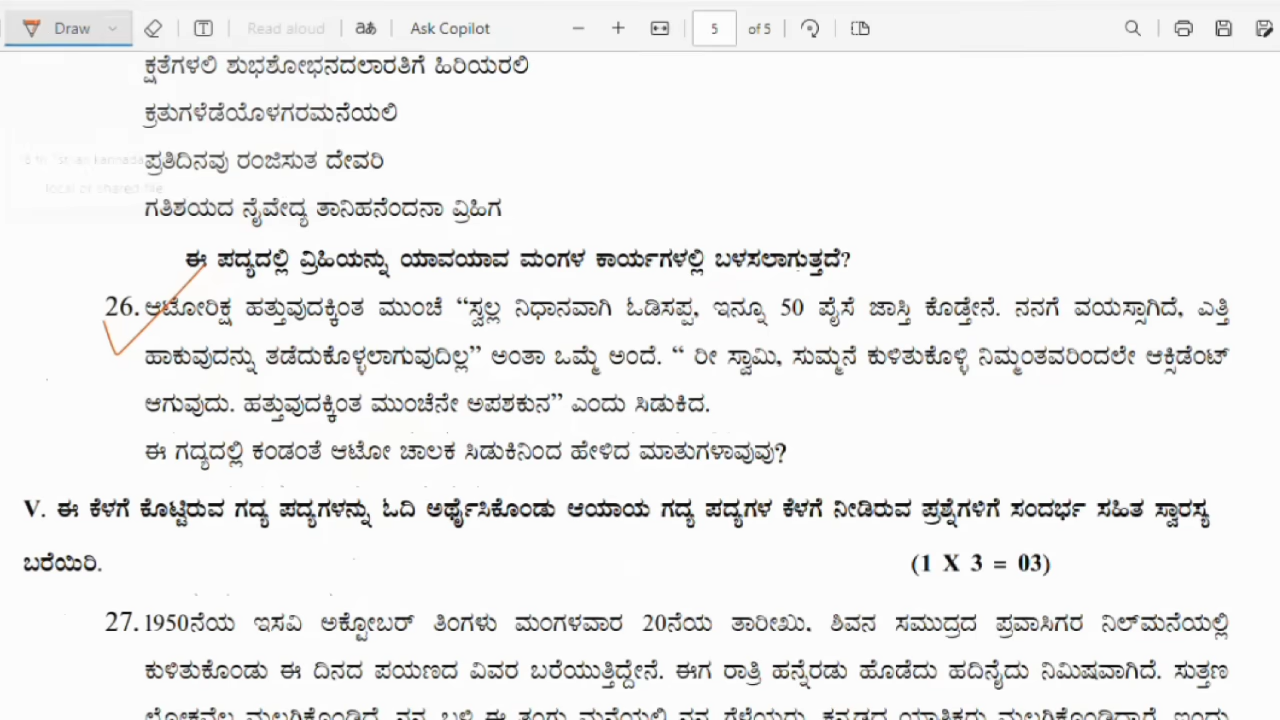 Draw
Read aloud
Ask Copilot
5 of 5
ಕ್ಷತೆಗಳಲಿ ಶುಭಶೋಭನದಲಾರತಿಗೆ ಹಿರಿಯರಲಿ
ಕ್ರತುಗಳೆಡೆಯೊಳಗರಮನೆಯಲಿ
ಪ್ರತಿದಿನವು ರಂಜಿಸುತ ದೇವರಿ
local or shared file
ಗತಿಶಯದ ನೈವೇದ್ಯ ತಾನಿಹನೆಂದನಾ ವ್ರಿಹಿಗ
ಈ ಪದ್ಯದಲ್ಲಿ ವ್ರಿಹಿಯನ್ನು ಯಾವಯಾವ ಮಂಗಳ ಕಾರ್ಯಗಳಲ್ಲಿ ಬಳಸಲಾಗುತ್ತದೆ?
26. ಆಟೋರಿಕ್ಷ ಹತ್ತುವುದಕ್ಕಿಂತ ಮುಂಚೆ “ಸ್ವಲ್ಪ ನಿಧಾನವಾಗಿ ಓಡಿಸಪ್ಪ, ಇನ್ನೂ 50 ಪೈಸೆ ಜಾಸ್ತಿ ಕೊಡ್ತೇನೆ. ನನಗೆ ವಯಸ್ಸಾಗಿದೆ, ಎತ್ತಿ
ಹಾಕುವುದನ್ನು ತಡೆದುಕೊಳ್ಳಲಾಗುವುದಿಲ್ಲ” ಅಂತಾ ಒಮ್ಮೆ ಅಂದೆ. “ ರೀ ಸ್ವಾಮಿ, ಸುಮ್ಮನೆ ಕುಳಿತುಕೊಳ್ಳಿ ನಿಮ್ಮಂತವರಿಂದಲೇ ಆಕ್ಸಿಡೆಂಟ್
ಆಗುವುದು. ಹತ್ತುವುದಕ್ಕಿಂತ ಮುಂಚೆನೇ ಅಪಶಕುನ” ಎಂದು ಸಿಡುಕಿದ.
ಈ ಗದ್ಯದಲ್ಲಿ ಕಂಡಂತೆ ಆಟೋ ಚಾಲಕ ಸಿಡುಕಿನಿಂದ ಹೇಳಿದ ಮಾತುಗಳಾವುವು?
V. ಈ ಕೆಳಗೆ ಕೊಟ್ಟಿರುವ ಗದ್ಯ ಪದ್ಯಗಳನ್ನು ಓದಿ ಅರ್ಥೈಸಿಕೊಂಡು ಆಯಾಯ ಗದ್ಯ ಪದ್ಯಗಳ ಕೆಳಗೆ ನೀಡಿರುವ ಪ್ರಶ್ನೆಗಳಿಗೆ ಸಂದರ್ಭ ಸಹಿತ ಸ್ವಾರಸ್ಯ
ಬರೆಯಿರಿ. (1 X 3 = 03)
27. 1950ನೆಯ ಇಸವಿ ಅಕ್ಟೋಬರ್ ತಿಂಗಳು ಮಂಗಳವಾರ 20ನೆಯ ತಾರೀಖು. ಶಿವನ ಸಮುದ್ರದ ಪ್ರವಾಸಿಗರ ನಿಲ್‌ಮನೆಯಲ್ಲಿ
ಕುಳಿತುಕೊಂಡು ಈ ದಿನದ ಪಯಣದ ವಿವರ ಬರೆಯುತ್ತಿದ್ದೇನೆ. ಈಗ ರಾತ್ರಿ ಹನ್ನೆರಡು ಹೊಡೆದು ಹದಿನೈದು ನಿಮಿಷವಾಗಿದೆ. ಸುತ್ತಣ